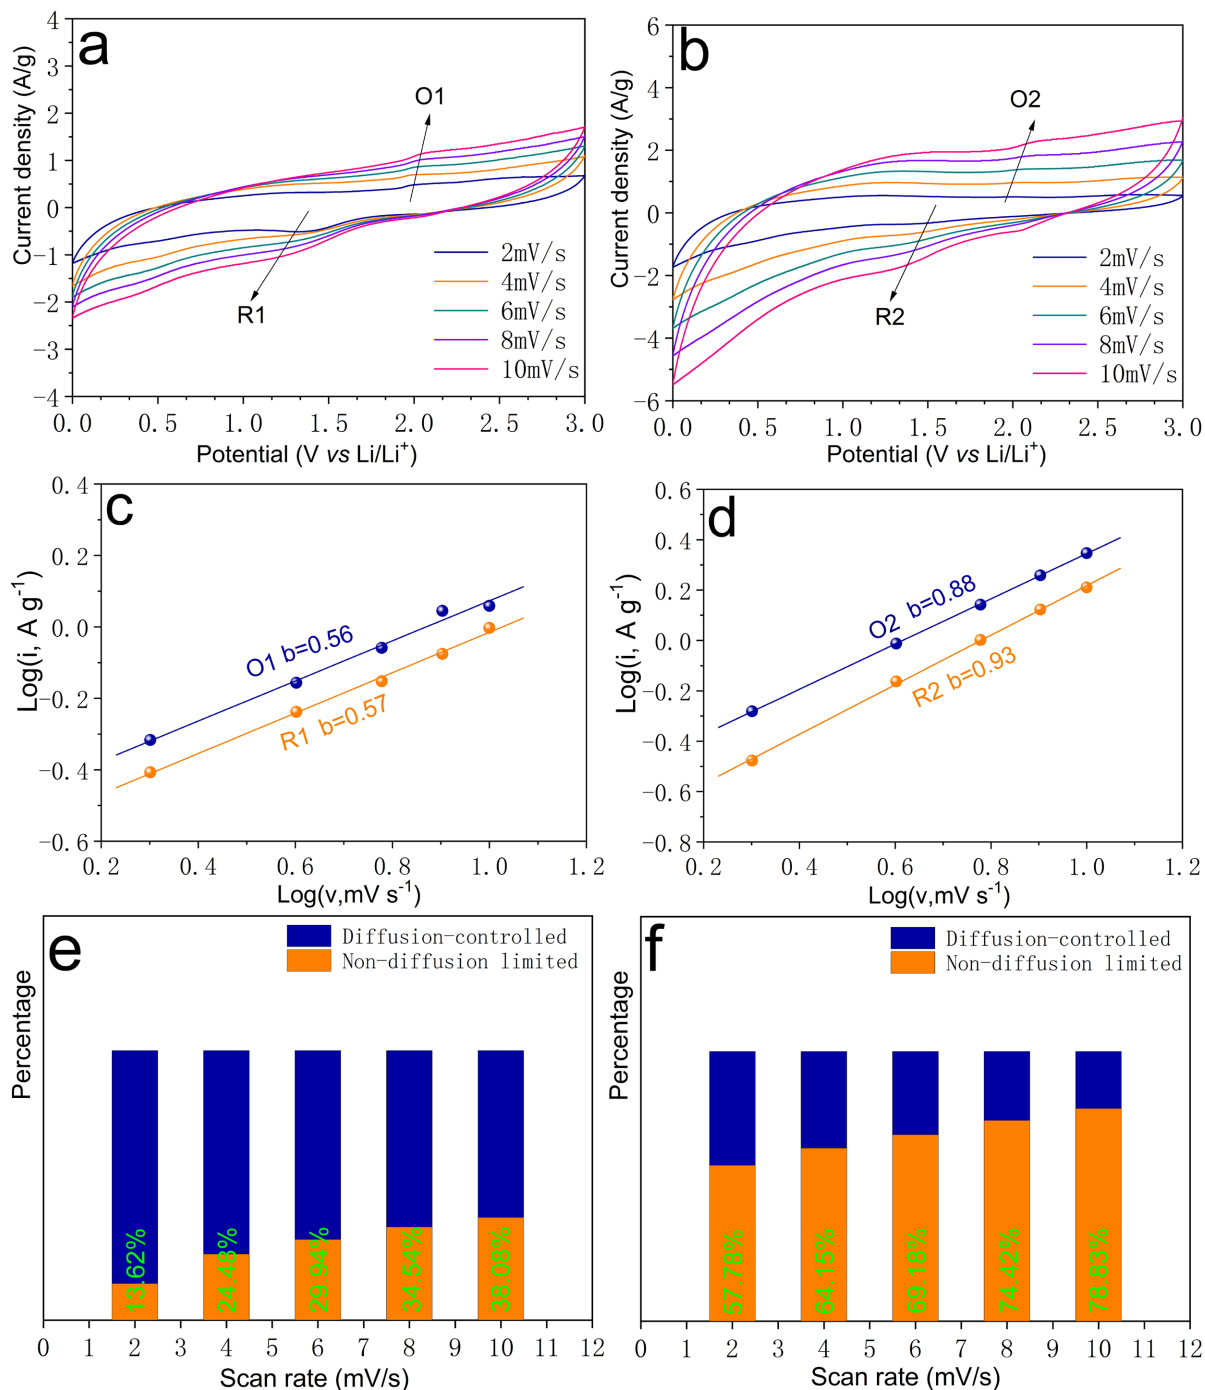 a
4
3
2
1
0
−1
−2
−3
−4
Current density (A/g)
O1
R1
2mV/s
4mV/s
6mV/s
8mV/s
10mV/s
0.0 0.5 1.0 1.5 2.0 2.5 3.0
Potential (V vs Li/Li⁺)
b
6
4
2
0
−2
−4
−6
Current density (A/g)
O2
R2
2mV/s
4mV/s
6mV/s
8mV/s
10mV/s
0.0 0.5 1.0 1.5 2.0 2.5 3.0
Potential (V vs Li/Li⁺)
c
0.4
0.2
0.0
−0.2
−0.4
−0.6
Log(i, A g⁻¹)
O1 b=0.56
R1 b=0.57
0.2 0.4 0.6 0.8 1.0 1.2
Log(v,mV s⁻¹)
d
0.6
0.4
0.2
0.0
−0.2
−0.4
−0.6
−0.8
Log(i, A g⁻¹)
O2 b=0.88
R2 b=0.93
0.2 0.4 0.6 0.8 1.0 1.2
Log(v,mV s⁻¹)
e
Diffusion-controlled
Non-diffusion limited
Percentage
13.62%
24.48%
29.94%
34.54%
38.08%
0 1 2 3 4 5 6 7 8 9 10 11 12
Scan rate (mV/s)
f
Diffusion-controlled
Non-diffusion limited
Percentage
57.78%
64.15%
69.18%
74.42%
78.83%
0 1 2 3 4 5 6 7 8 9 10 11 12
Scan rate (mV/s)